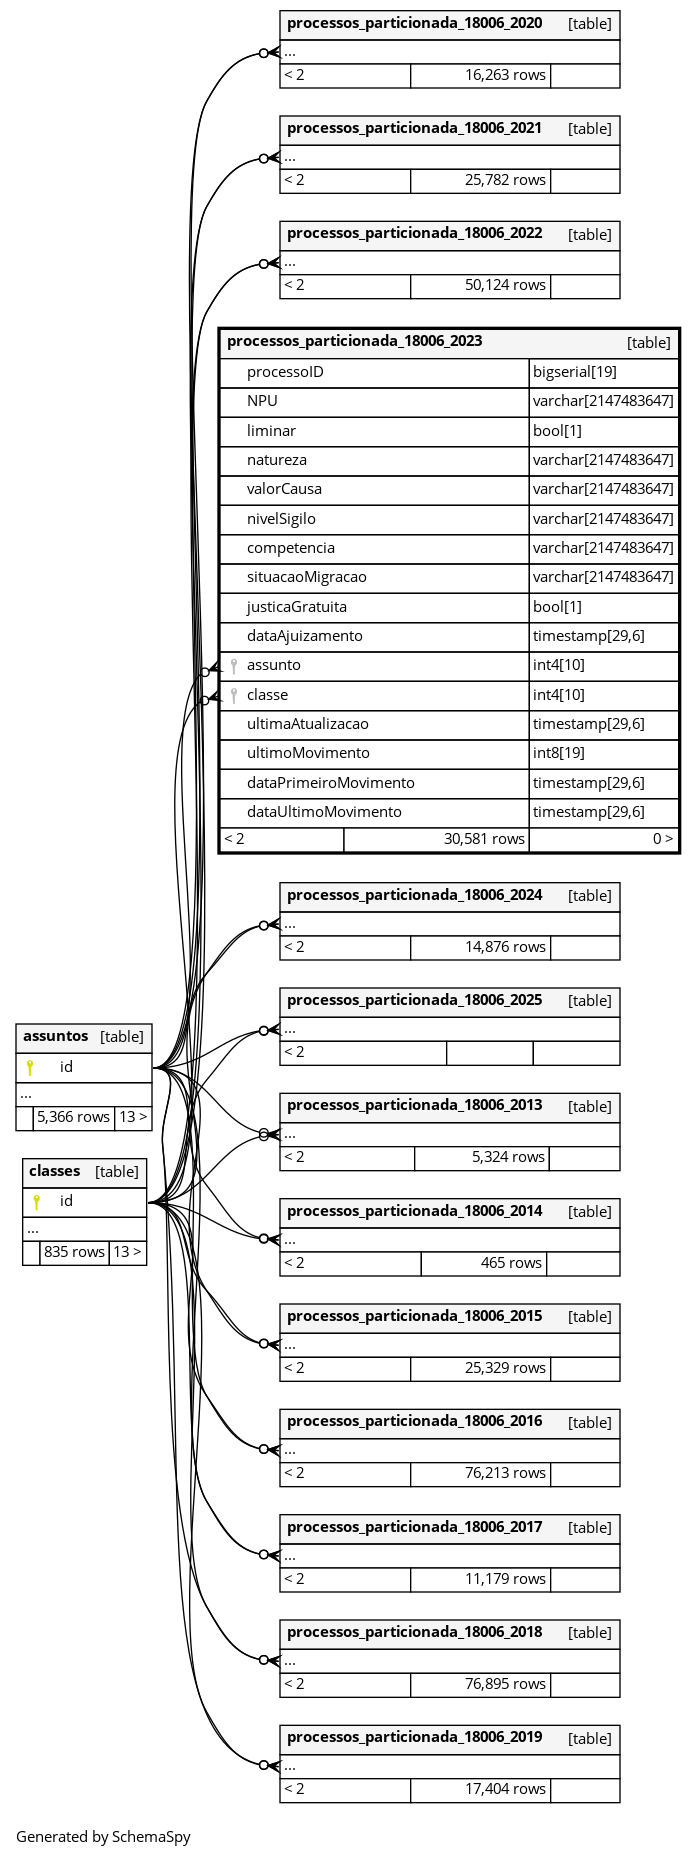 processos_particionada_18006_2020 [table]
...
< 2 16,263 rows
processos_particionada_18006_2021 [table]
...
< 2 25,782 rows
processos_particionada_18006_2022 [table]
...
< 2 50,124 rows
processos_particionada_18006_2023 [table]
processoID bigserial[19]
NPU varchar[2147483647]
liminar bool[1]
natureza varchar[2147483647]
valorCausa varchar[2147483647]
nivelSigilo varchar[2147483647]
competencia varchar[2147483647]
situacaoMigracao varchar[2147483647]
justicaGratuita bool[1]
dataAjuizamento timestamp[29,6]
assunto int4[10]
classe int4[10]
ultimaAtualizacao timestamp[29,6]
ultimoMovimento int8[19]
dataPrimeiroMovimento timestamp[29,6]
dataUltimoMovimento timestamp[29,6]
< 2 30,581 rows 0 >
processos_particionada_18006_2024 [table]
...
< 2 14,876 rows
processos_particionada_18006_2025 [table]
...
< 2
assuntos [table]
id
...
5,366 rows 13 >
processos_particionada_18006_2013 [table]
...
< 2 5,324 rows
classes [table]
id
...
835 rows 13 >
processos_particionada_18006_2014 [table]
...
< 2 465 rows
processos_particionada_18006_2015 [table]
...
< 2 25,329 rows
processos_particionada_18006_2016 [table]
...
< 2 76,213 rows
processos_particionada_18006_2017 [table]
...
< 2 11,179 rows
processos_particionada_18006_2018 [table]
...
< 2 76,895 rows
processos_particionada_18006_2019 [table]
...
< 2 17,404 rows
Generated by SchemaSpy